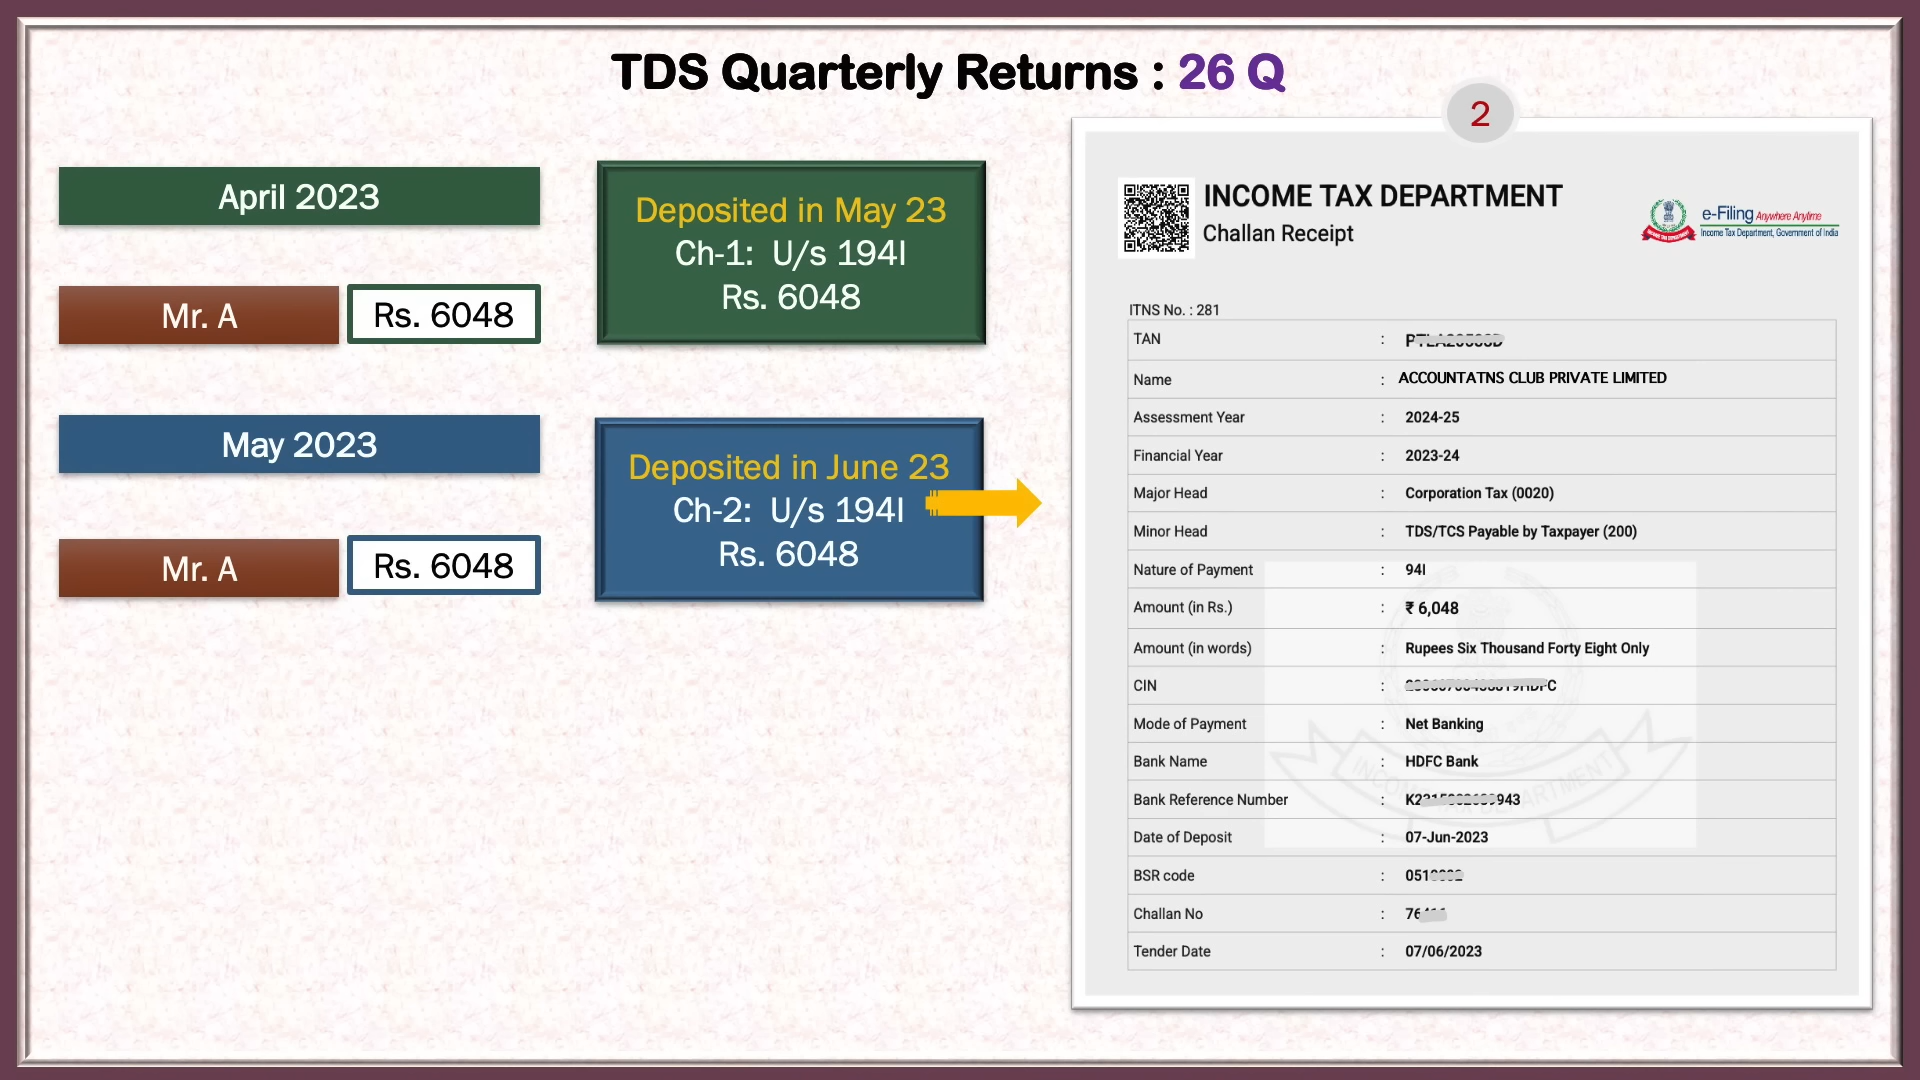 TDS Quarterly Returns : 26 Q
April 2023
Mr. A
Rs. 6048
Deposited in May 23
Ch-1: U/s 194I
Rs. 6048
May 2023
Mr. A
Rs. 6048
Deposited in June 23
Ch-2: U/s 194I
Rs. 6048
2
INCOME TAX DEPARTMENT
Challan Receipt
e-Filing Anywhere Anytime
Income Tax Department, Government of India
ITNS No. : 281
TAN :
Name : ACCOUNTATNS CLUB PRIVATE LIMITED
Assessment Year : 2024-25
Financial Year : 2023-24
Major Head : Corporation Tax (0020)
Minor Head : TDS/TCS Payable by Taxpayer (200)
Nature of Payment : 94I
Amount (in Rs.) : ₹ 6,048
Amount (in words) : Rupees Six Thousand Forty Eight Only
CIN :
Mode of Payment : Net Banking
Bank Name : HDFC Bank
Bank Reference Number :
Date of Deposit : 07-Jun-2023
BSR code :
Challan No :
Tender Date : 07/06/2023